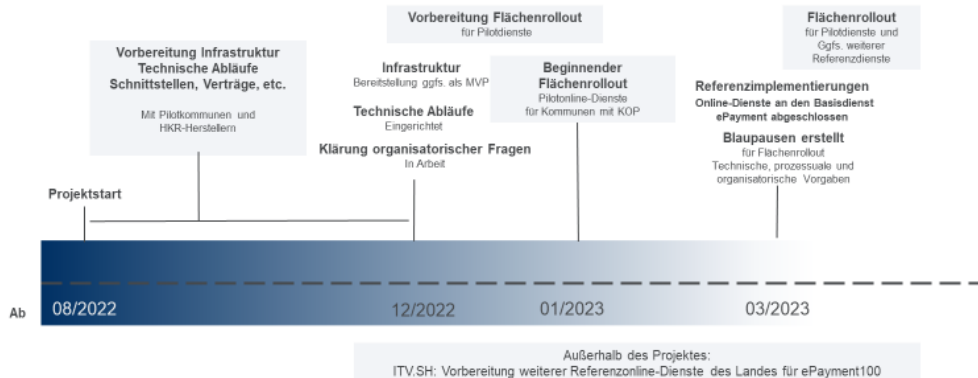 Vorbereitung Flächenrollout
für Pilotdienste
Flächenrollout
für Pilotdienste und
Ggfs. weiterer
Referenzdienste
Vorbereitung Infrastruktur
Technische Abläufe
Schnittstellen, Verträge, etc.
Mit Pilotkommunen und
HKR-Herstellern
Infrastruktur
Bereitstellung ggfs. als MVP
Technische Abläufe
Eingerichtet
Klärung organisatorischer Fragen
In Arbeit
Beginnender
Flächenrollout
Pilotonline-Dienste
für Kommunen mit KOP
Referenzimplementierungen
Online-Dienste an den Basisdienst
ePayment abgeschlossen
Blaupausen erstellt
für Flächenrollout
Technische, prozessuale und
organisatorische Vorgaben
Projektstart
Ab
08/2022
12/2022
01/2023
03/2023
Außerhalb des Projektes:
ITV.SH: Vorbereitung weiterer Referenzonline-Dienste des Landes für ePayment100